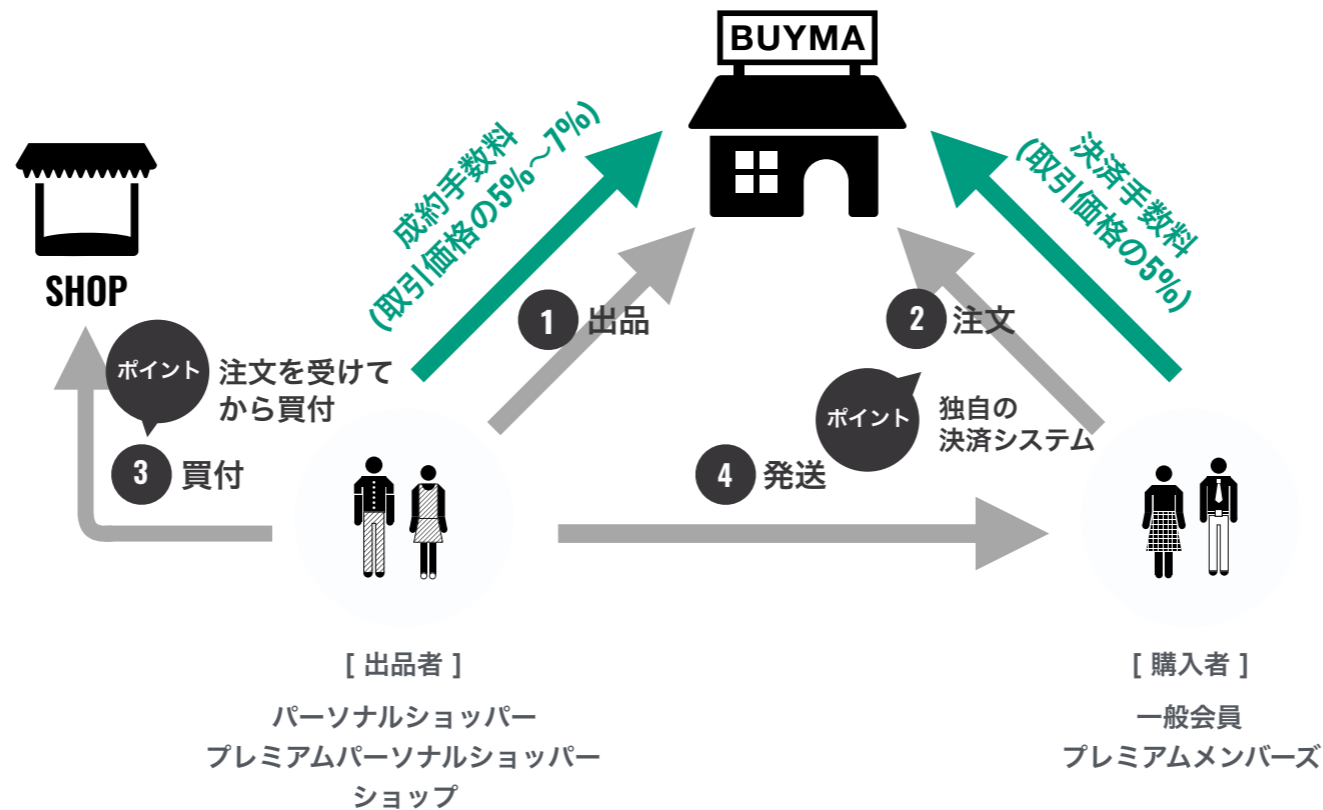 BUYMA
成約手数料
(取引価格の5%〜7%)
決済手数料
(取引価格の5%)
SHOP
1 出品
2 注文
ポイント
注文を受けて
から買付
ポイント
独自の
決済システム
3 買付
4 発送
[ 出品者 ]
パーソナルショッパー
プレミアムパーソナルショッパー
ショップ
[ 購入者 ]
一般会員
プレミアムメンバーズ